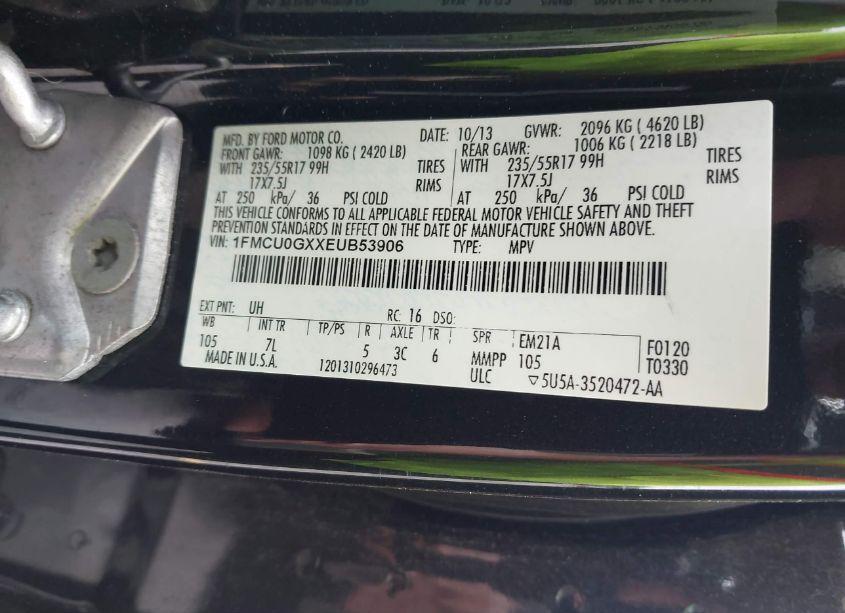 MFD. BY FORD MOTOR CO. DATE: 10/13 GVWR: 2096 KG (4620 LB)
FRONT GAWR: 1098 KG (2420 LB) REAR GAWR: 1006 KG (2218 LB)
WITH 235/55R17 99H TIRES WITH 235/55R17 99H TIRES
17X7.5J RIMS 17X7.5J RIMS
AT 250 kPa/ 36 PSI COLD AT 250 kPa/ 36 PSI COLD
THIS VEHICLE CONFORMS TO ALL APPLICABLE FEDERAL MOTOR VEHICLE SAFETY AND THEFT
PREVENTION STANDARDS IN EFFECT ON THE DATE OF MANUFACTURE SHOWN ABOVE.
VIN: 1FMCU0GXXEUB53906 TYPE: MPV
EXT PNT: UH RC: 16 DSO:
WB INT TR TP/PS R AXLE TR SPR EM21A F0120
105 7L 5 3C 6 MMPP 105 T0330
MADE IN U.S.A. 1201310296473 ULC ▽5U5A-3520472-AA